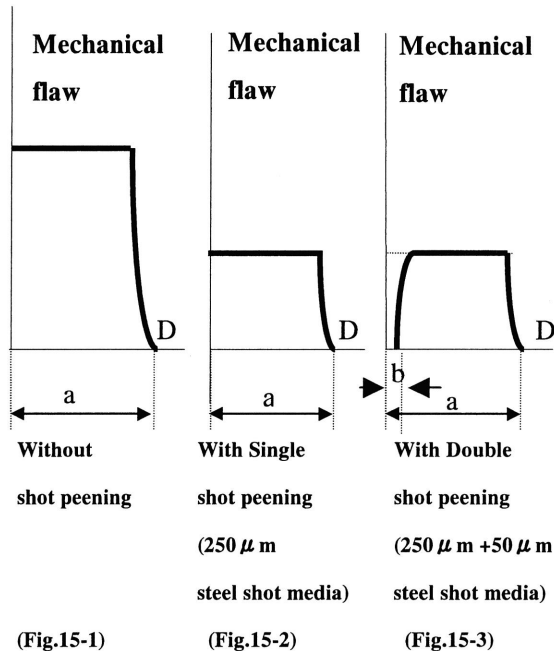 Mechanical
flaw
D
a
Without
shot peening
(Fig.15-1)
Mechanical
flaw
D
a
With Single
shot peening
(250 μ m
steel shot media)
(Fig.15-2)
Mechanical
flaw
D
b
a
With Double
shot peening
(250 μ m +50 μ m
steel shot media)
(Fig.15-3)